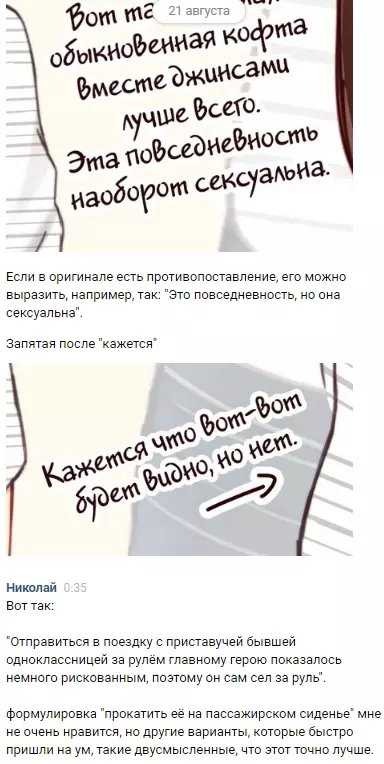 Вот та
21 августа
обыкновенная кофта
вместе джинсами
лучше всего.
Эта повседневность
наоборот сексуальна.
Если в оригинале есть противопоставление, его можно
выразить, например, так: "Это повседневность, но она
сексуальна".
Запятая после "кажется"
Кажется что вот-вот
будет видно, но нет.
Николай 0:35
Вот так:
"Отправиться в поездку с приставучей бывшей
одноклассницей за рулём главному герою показалось
немного рискованным, поэтому он сам сел за руль".
формулировка "прокатить её на пассажирском сиденье" мне
не очень нравится, но другие варианты, которые быстро
пришли на ум, такие двусмысленные, что этот точно лучше.